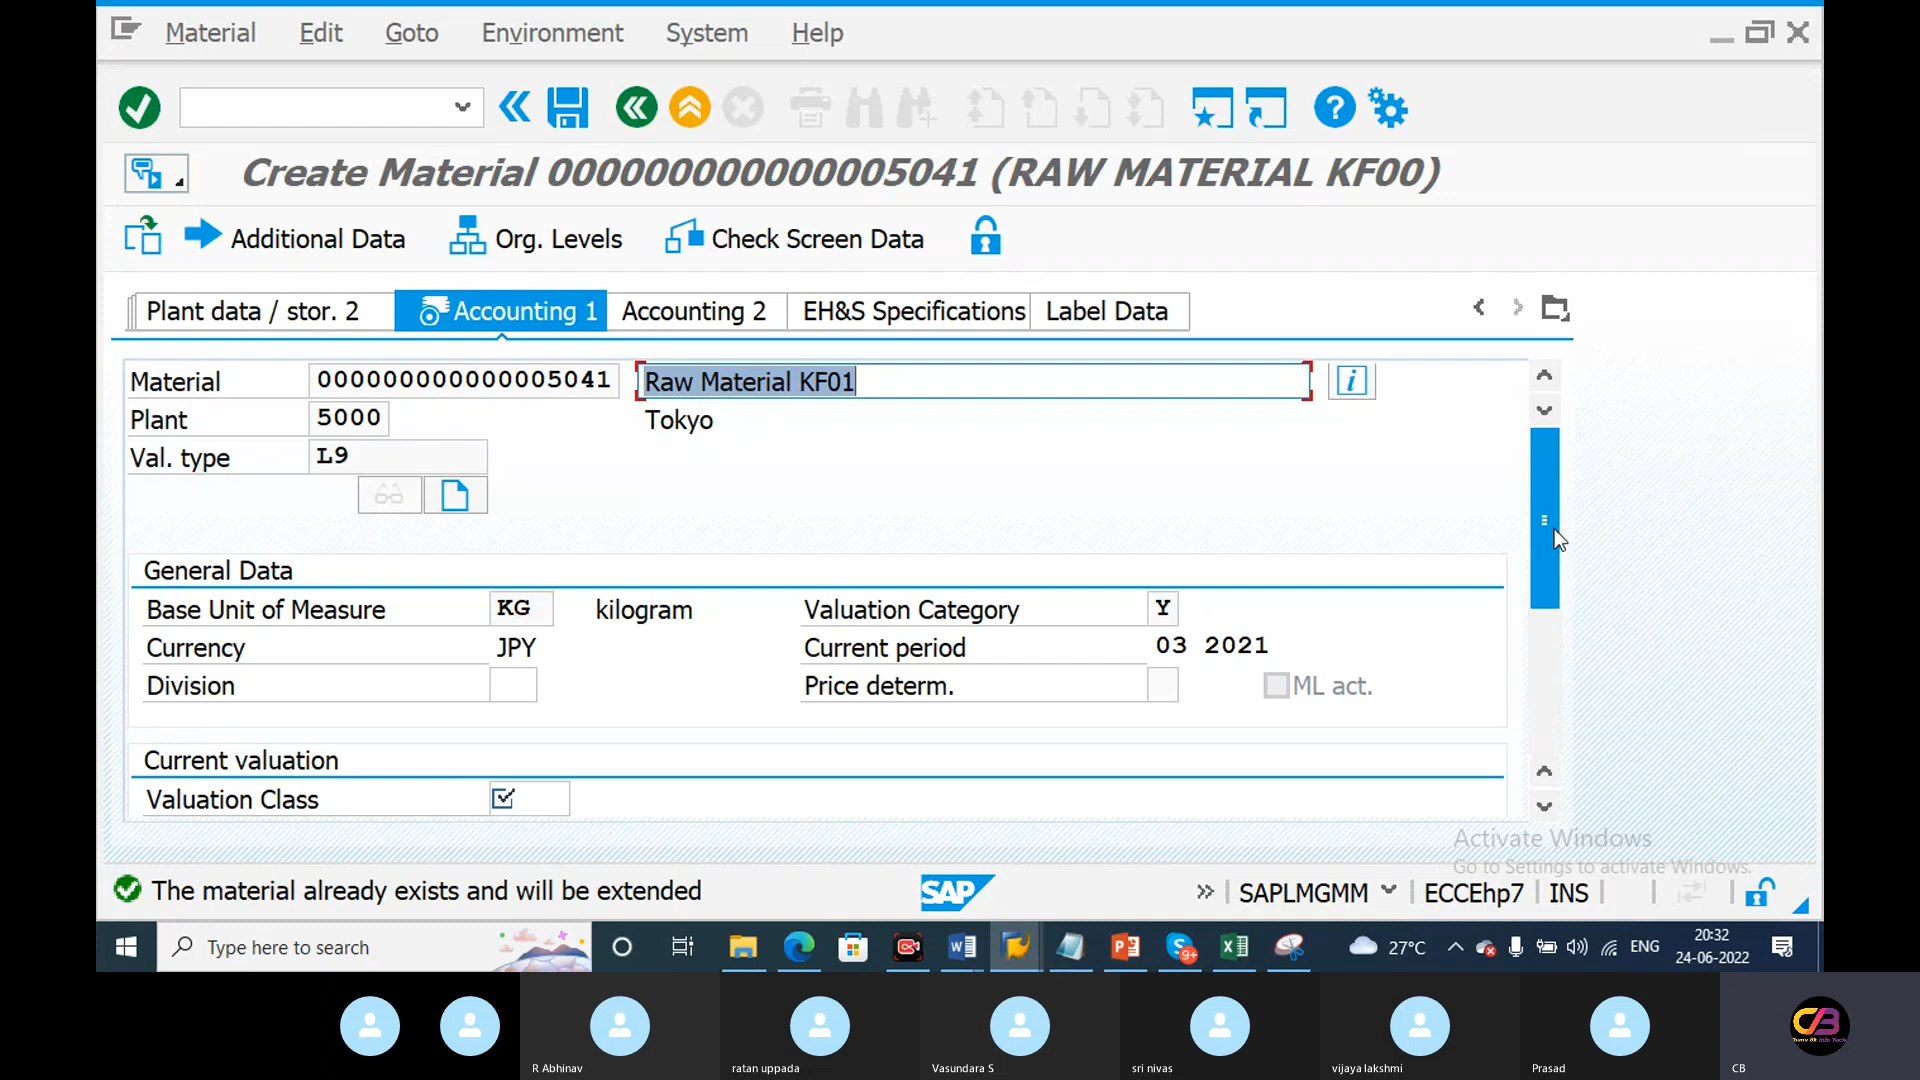 Material Edit Goto Environment System Help
Create Material 000000000000005041 (RAW MATERIAL KF00)
Additional Data Org. Levels Check Screen Data
Plant data / stor. 2 Accounting 1 Accounting 2 EH&S Specifications Label Data
Material 000000000000005041 Raw Material KF01
Plant 5000 Tokyo
Val. type L9
General Data
Base Unit of Measure KG kilogram Valuation Category Y
Currency JPY Current period 03 2021
Division Price determ. ML act.
Current valuation
Valuation Class
Activate Windows
Go to Settings to activate Windows.
The material already exists and will be extended SAP SAPLMGMM ECCEhp7 INS
Type here to search 9+ 27°C ENG 20:32
24-06-2022
R Abhinav ratan uppada Vasundara S sri nivas vijaya lakshmi Prasad CB